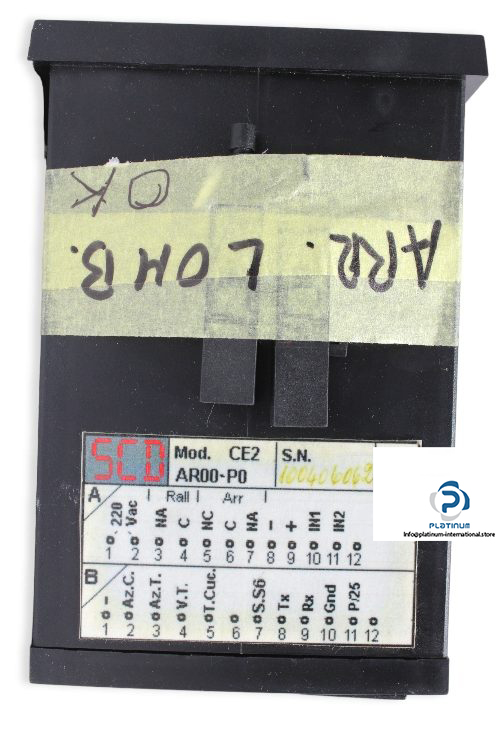 OK
ARR. LOMB.
SCD
Mod. CE2
AR00-P0
S.N.
A
Rall Arr
220 Vac NA C NC C NA - + IN1 IN2
1 2 3 4 5 6 7 8 9 10 11 12
B
- Az.C. Az.T. V.T. T.Cuc. S.S6 Tx Rx Gnd P/25
1 2 3 4 5 6 7 8 9 10 11 12
PLATINUM
Info@platinum-international.store